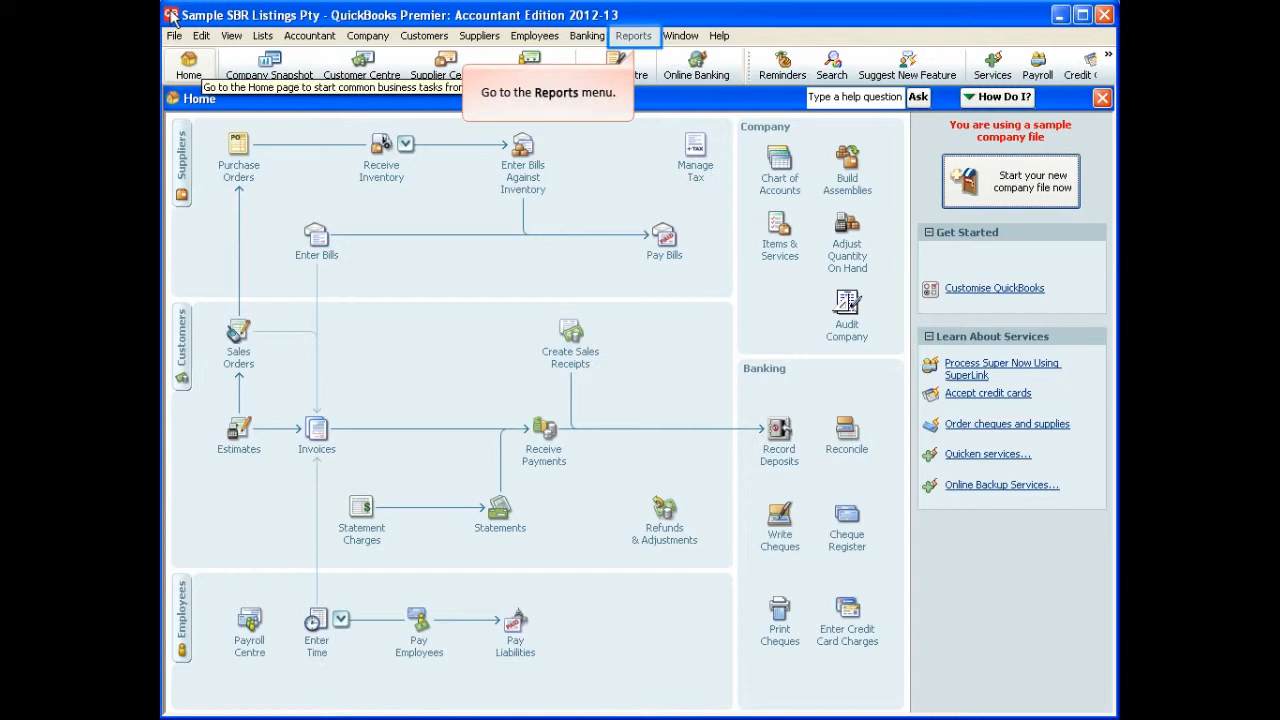 Sample SBR Listings Pty - QuickBooks Premier: Accountant Edition 2012-13
File Edit View Lists Accountant Company Customers Suppliers Employees Banking Reports Window Help
Home Company Snapshot Customer Centre Supplier Online Banking Reminders Search Suggest New Feature Services Payroll Credit
Go to the Home page to start common business tasks from
Go to the Reports menu.
Home
Type a help question Ask How Do I?
Suppliers
Purchase
Orders
Receive
Inventory
Enter Bills
Against
Inventory
Manage
Tax
Enter Bills
Pay Bills
Customers
Sales
Orders
Create Sales
Receipts
Estimates
Invoices
Receive
Payments
Statement
Charges
Statements
Refunds
& Adjustments
Employees
Payroll
Centre
Enter
Time
Pay
Employees
Pay
Liabilities
Company
Chart of
Accounts
Build
Assemblies
Items &
Services
Adjust
Quantity
On Hand
Audit
Company
Banking
Record
Deposits
Reconcile
Write
Cheques
Cheque
Register
Print
Cheques
Enter Credit
Card Charges
You are using a sample
company file
Start your new
company file now
Get Started
Customise QuickBooks
Learn About Services
Process Super Now Using
SuperLink
Accept credit cards
Order cheques and supplies
Quicken services...
Online Backup Services...